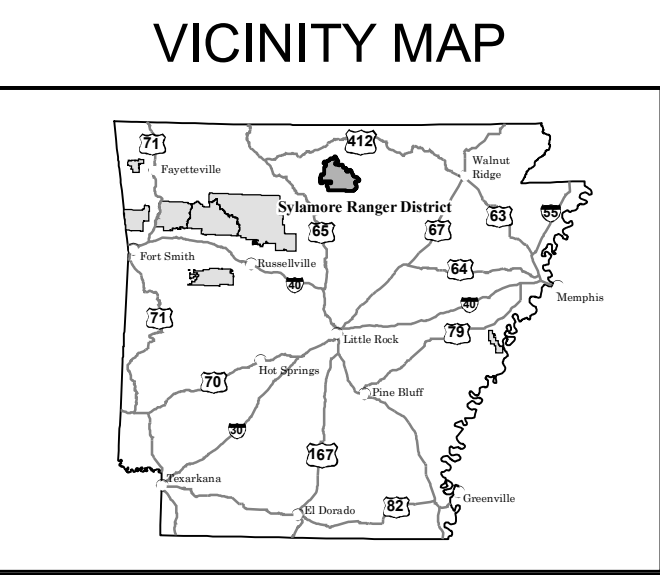 VICINITY MAP
71
412
Fayetteville
Walnut
Ridge
Sylamore Ranger District
63
55
65
67
Fort Smith
Russellville
64
40
40
Memphis
71
79
Little Rock
Hot Springs
70
Pine Bluff
30
167
Texarkana
Greenville
82
El Dorado